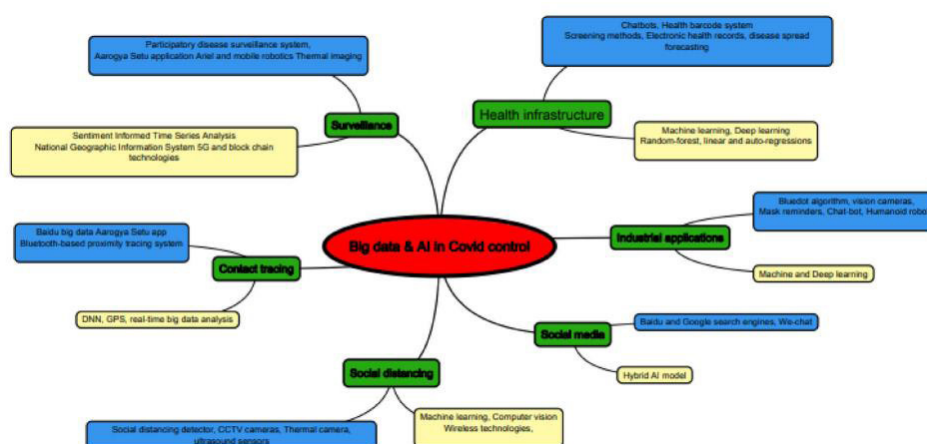 Chatbots, Health barcode system
Screening methods, Electronic health records, disease spread
forecasting
Participatory disease surveillance system,
Aarogya Setu application Ariel and mobile robotics Thermal imaging
Surveillance
Health infrastructure
Sentiment Informed Time Series Analysis
National Geographic Information System 5G and block chain
technologies
Machine learning, Deep learning
Random-forest, linear and auto-regressions
Bluedot algorithm, vision cameras,
Mask reminders, Chat-bot, Humanoid robo
Baidu big data Aarogya Setu app
Bluetooth-based proximity tracing system
Big data & AI in Covid control
Industrial applications
Contact tracing
Machine and Deep learning
DNN, GPS, real-time big data analysis
Baidu and Google search engines, We-chat
Social media
Social distancing
Hybrid AI model
Machine learning, Computer vision
Wireless technologies,
Social distancing detector, CCTV cameras, Thermal camera,
ultrasound sensors